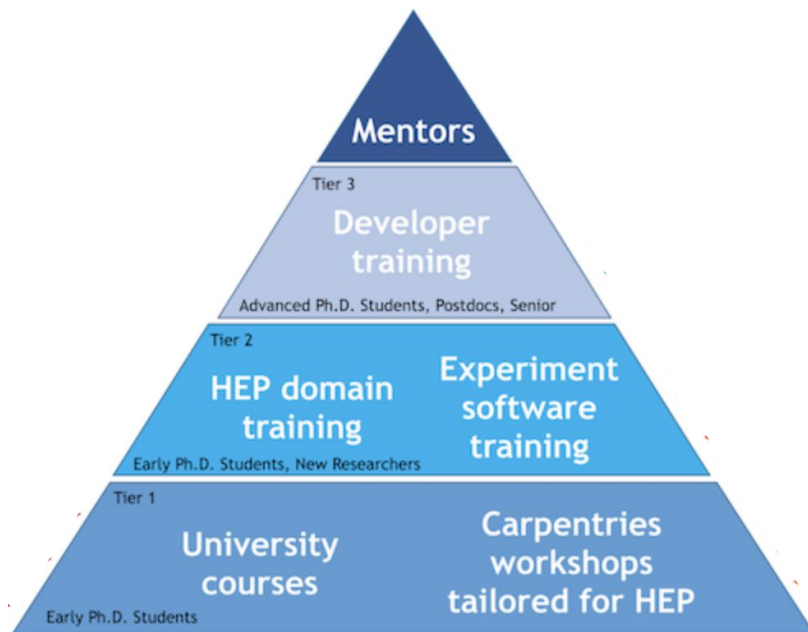 Mentors
Tier 3
Developer
training
Advanced Ph.D. Students, Postdocs, Senior
Tier 2
HEP domain
training
Experiment
software
training
Early Ph.D. Students, New Researchers
Tier 1
University
courses
Carpentries
workshops
tailored for HEP
Early Ph.D. Students